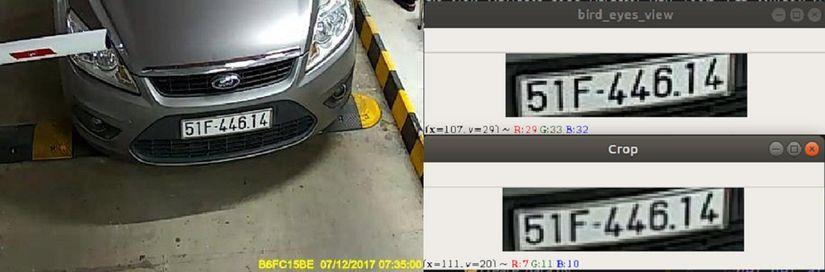 Ford
51F-446.14
B6FC15BE 07/12/2017 07:35:00
bird_eyes_view
51F-446.14
(x=107, y=29) ~ R:29 G:33 B:32
Crop
51F-446.14
(x=111, y=20) ~ R:7 G:11 B:10